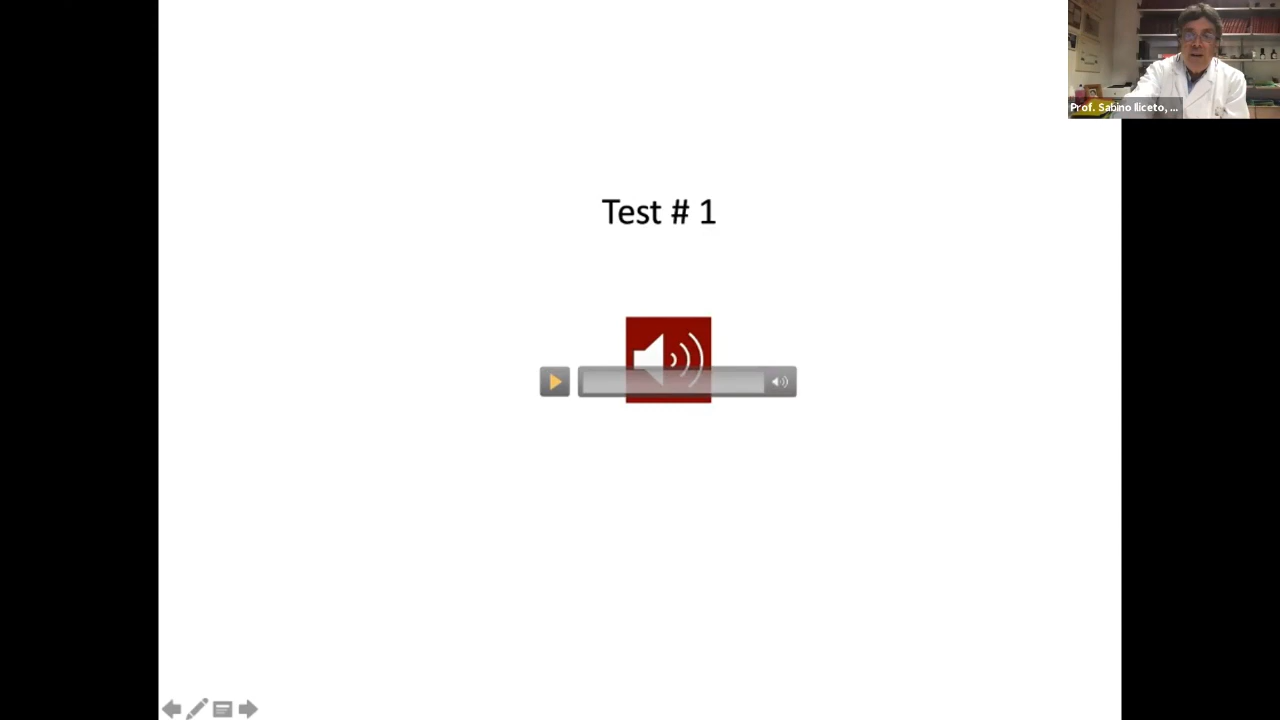 Prof. Sabino Iliceto, ...
Test # 1